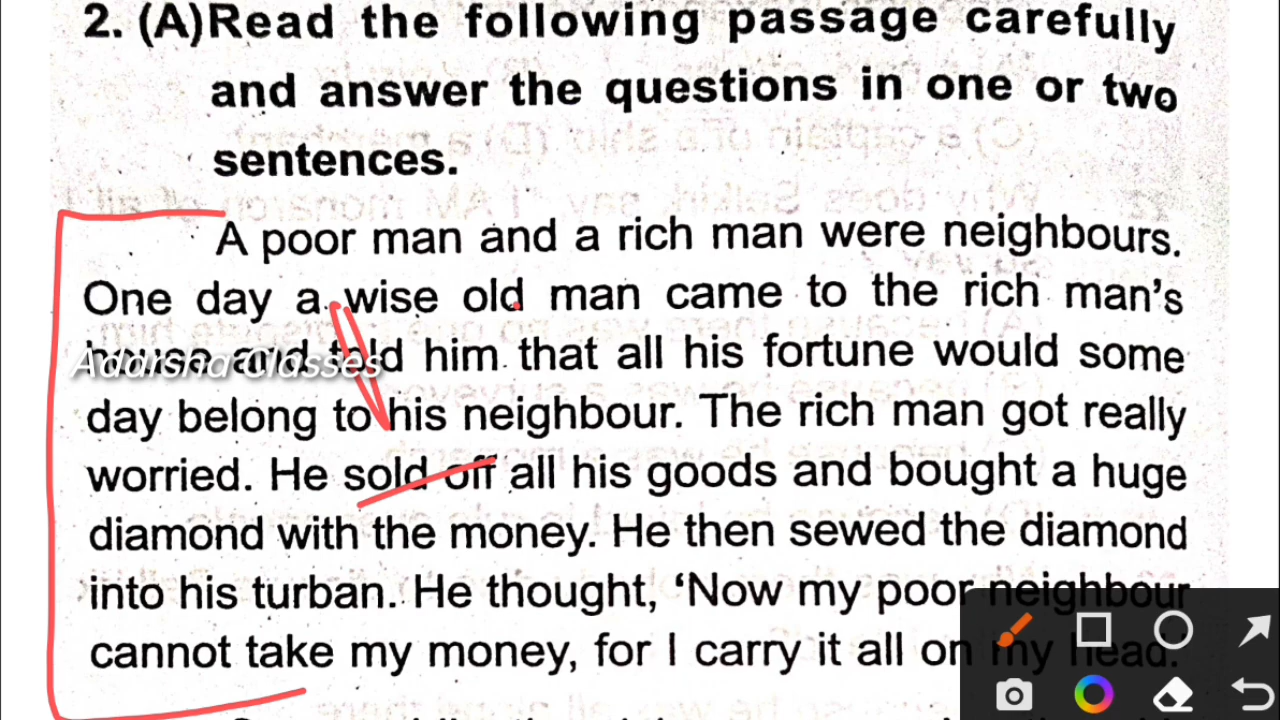 2. (A)Read the following passage carefully
and answer the questions in one or two
sentences.
A poor man and a rich man were neighbours.
One day a wise old man came to the rich man's
house and told him that all his fortune would some
Adarsha Classes
day belong to his neighbour. The rich man got really
worried. He sold off all his goods and bought a huge
diamond with the money. He then sewed the diamond
into his turban. He thought, ‘Now my poor neighbour
cannot take my money, for I carry it all on my head.’